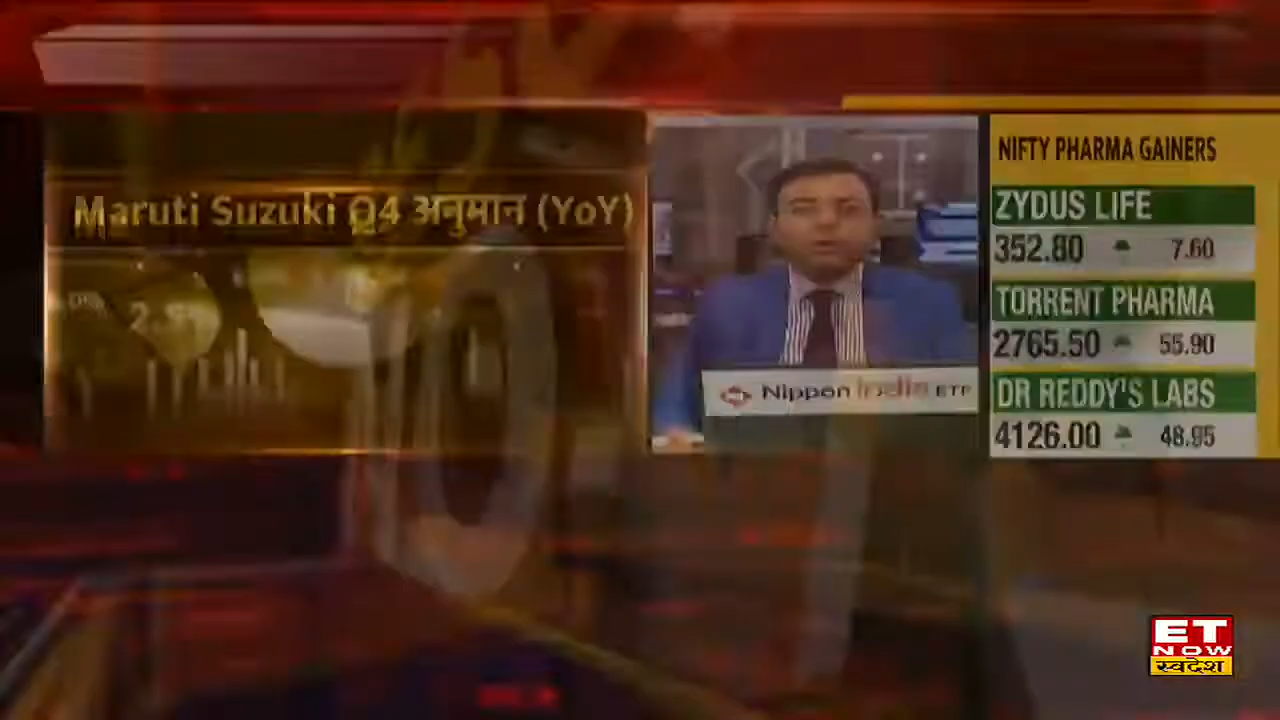 Maruti Suzuki Q4 अनुमान (YoY)
Nippon India ETF
NIFTY PHARMA GAINERS
ZYDUS LIFE
352.80 7.60
TORRENT PHARMA
2765.50 55.90
DR REDDY'S LABS
4126.00 48.95
ET
NOW
स्वदेश